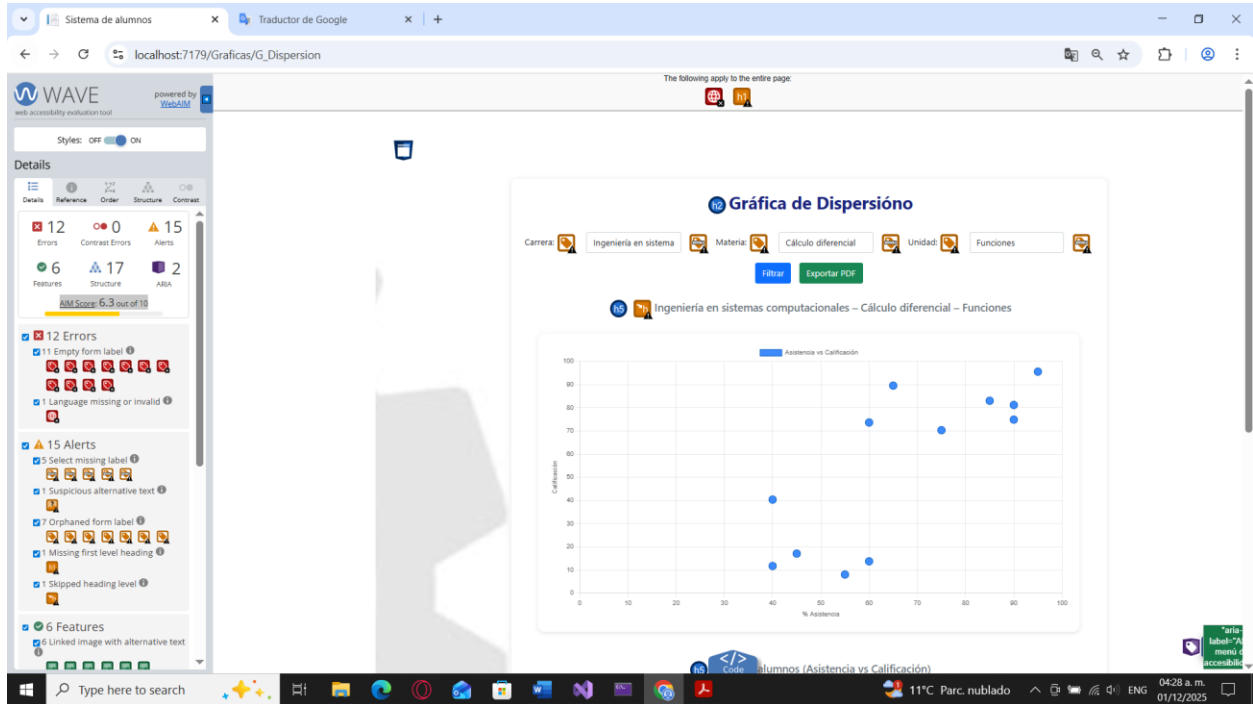 Sistema de alumnos
Traductor de Google
localhost:7179/Graficas/G_Dispersion
WAVE
web accessibility evaluation tool
powered by
WebAIM
Styles: OFF ON
Details
Details Reference Order Structure Contrast
12 0 15
Errors Contrast Errors Alerts
6 17 2
Features Structure ARIA
AIM Score: 6.3 out of 10
12 Errors
11 Empty form label
1 Language missing or invalid
15 Alerts
5 Select missing label
1 Suspicious alternative text
7 Orphaned form label
1 Missing first level heading
1 Skipped heading level
6 Features
6 Linked image with alternative text
The following apply to the entire page:
h1
h2 Gráfica de Dispersióno
Carrera: Ingeniería en sistema Materia: Cálculo diferencial Unidad: Funciones
Filtrar Exportar PDF
h5 Ingeniería en sistemas computacionales – Cálculo diferencial – Funciones
Asistencia vs Calificación
100
90
80
70
60
50
40
30
20
10
0
Calificación
0 10 20 30 40 50 60 70 80 90 100
% Asistencia
h5 alumnos (Asistencia vs Calificación)
</>
Code
"aria-
label="A
menú d
accesibilid
Type here to search
11°C Parc. nublado
ENG
04:28 a. m.
01/12/2025